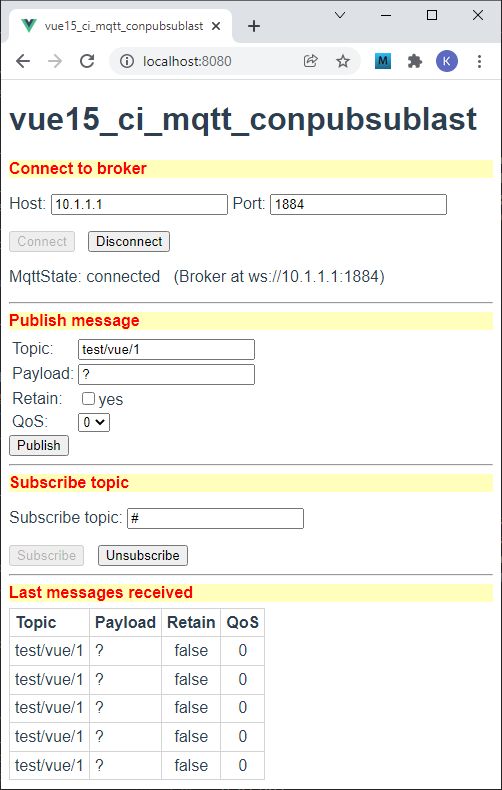 vue15_ci_mqtt_conpubsublast
localhost:8080
M
K
vue15_ci_mqtt_conpubsublast
Connect to broker
Host: 10.1.1.1 Port: 1884
Connect Disconnect
MqttState: connected (Broker at ws://10.1.1.1:1884)
Publish message
Topic: test/vue/1
Payload: ?
Retain: yes
QoS: 0
Publish
Subscribe topic
Subscribe topic: #
Subscribe Unsubscribe
Last messages received
Topic Payload Retain QoS
test/vue/1 ? false 0
test/vue/1 ? false 0
test/vue/1 ? false 0
test/vue/1 ? false 0
test/vue/1 ? false 0